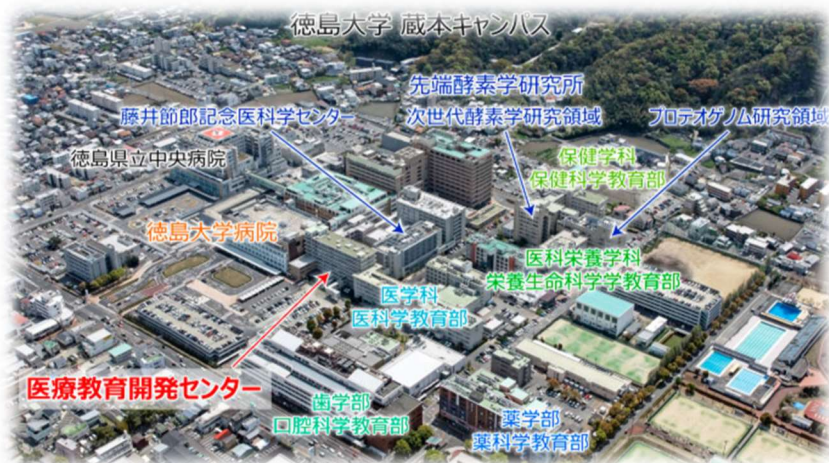 徳島大学 蔵本キャンパス
先端酵素学研究所
藤井節郎記念医科学センター
次世代酵素学研究領域
プロテオゲノム研究領域
徳島県立中央病院
保健学科
保健科学教育部
徳島大学病院
医科栄養学科
栄養生命科学教育部
医学科
医科学教育部
医療教育開発センター
歯学部
口腔科学教育部
薬学部
薬科学教育部